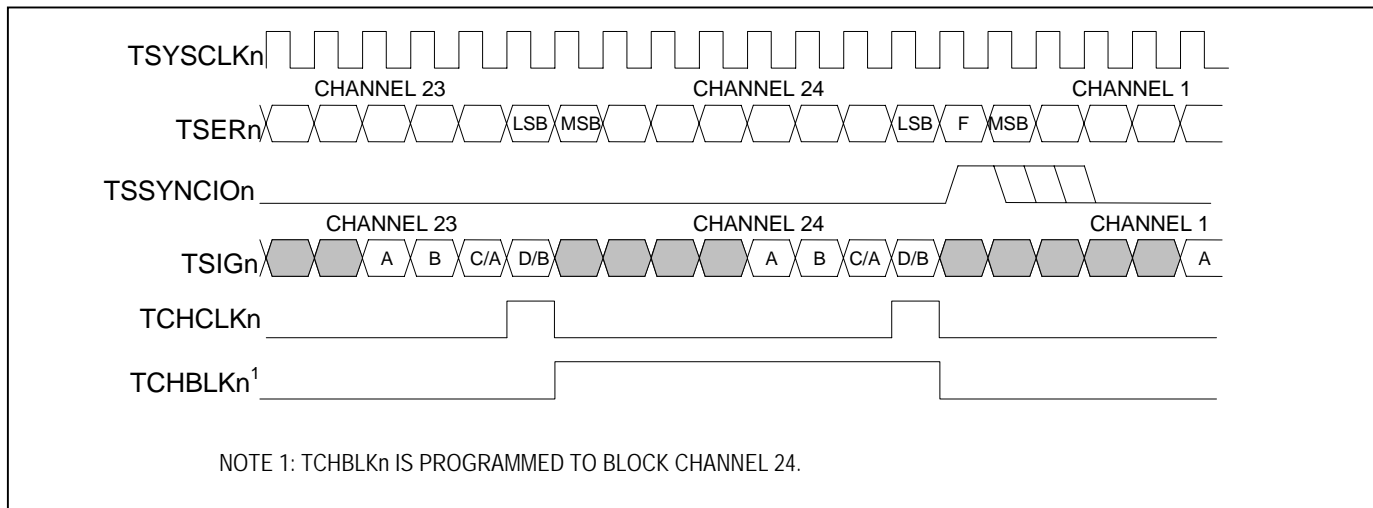 TSYSCLKn
CHANNEL 23 CHANNEL 24 CHANNEL 1
TSERn LSB MSB LSB F MSB
TSSYNCIOn
CHANNEL 23 CHANNEL 24 CHANNEL 1
TSIGn A B C/A D/B A B C/A D/B A
TCHCLKn
TCHBLKn1
NOTE 1: TCHBLKn IS PROGRAMMED TO BLOCK CHANNEL 24.